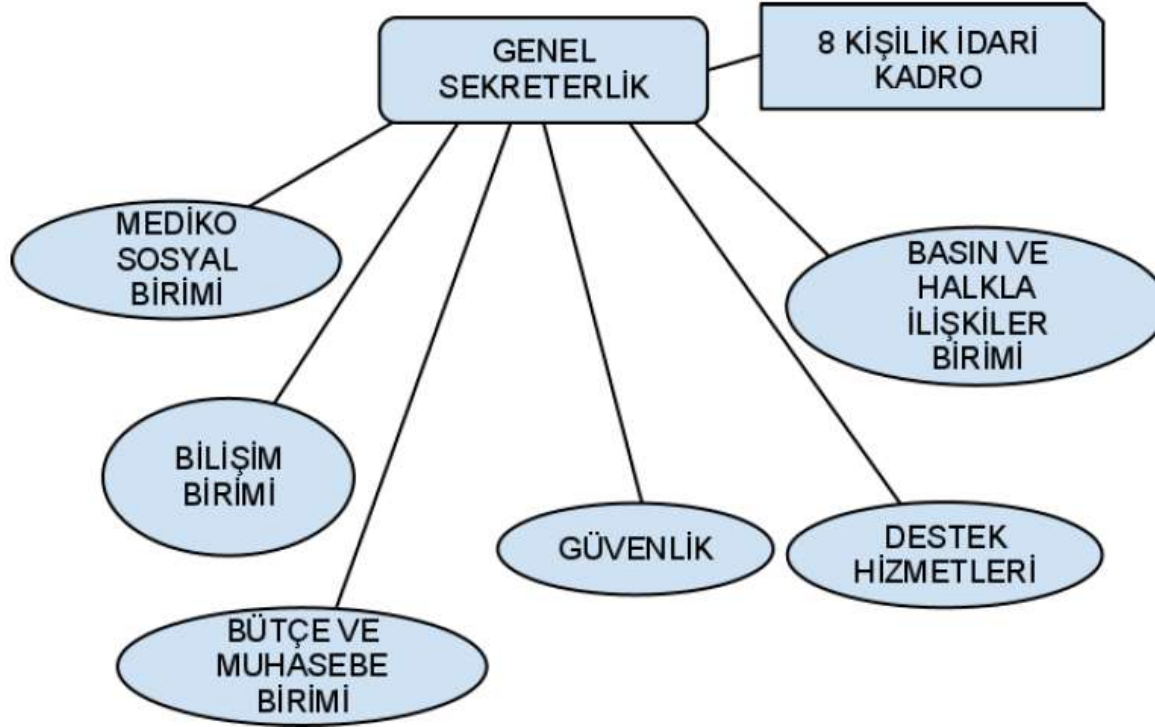 GENEL
SEKRETERLİK
8 KİŞİLİK İDARİ
KADRO
MEDİKO
SOSYAL
BİRİMİ
BASIN VE
HALKLA
İLİŞKİLER
BİRİMİ
BİLİŞİM
BİRİMİ
GÜVENLİK
DESTEK
HİZMETLERİ
BÜTÇE VE
MUHASEBE
BİRİMİ